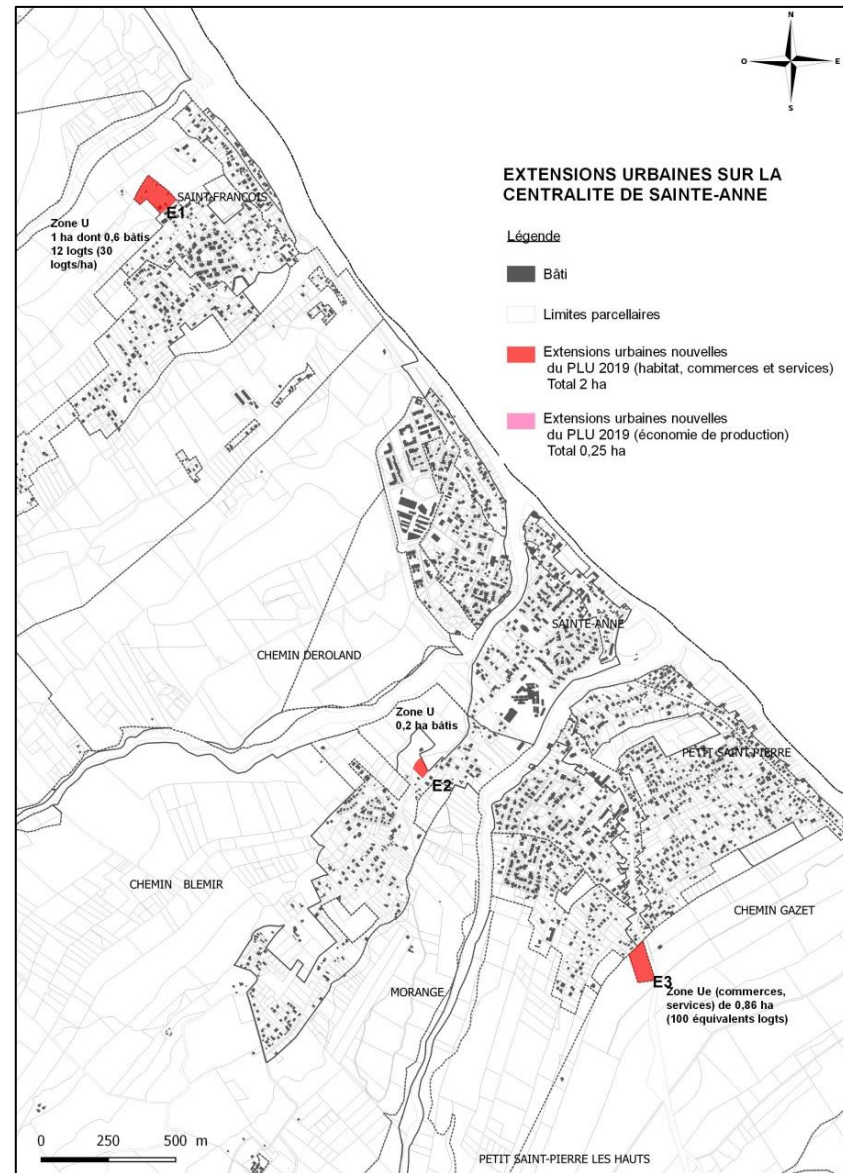 N
O
E
S
EXTENSIONS URBAINES SUR LA
CENTRALITE DE SAINTE-ANNE
Légende
Bâti
Limites parcellaires
Extensions urbaines nouvelles
du PLU 2019 (habitat, commerces et services)
Total 2 ha
Extensions urbaines nouvelles
du PLU 2019 (économie de production)
Total 0,25 ha
SAINT-FRANÇOIS
E1
Zone U
1 ha dont 0,6 bâtis
12 logts (30
logts/ha)
SAINTE-ANNE
CHEMIN DEROLAND
Zone U
0,2 ha bâtis
E2
PETIT SAINT-PIERRE
CHEMIN BLEMIR
CHEMIN GAZET
MORANGE
E3
Zone Ue (commerces,
services) de 0,86 ha
(100 équivalents logts)
0 250 500 m
PETIT SAINT-PIERRE LES HAUTS